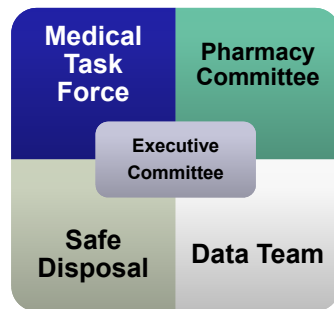 Medical
Task
Force
Pharmacy
Committee
Executive
Committee
Safe
Disposal
Data Team